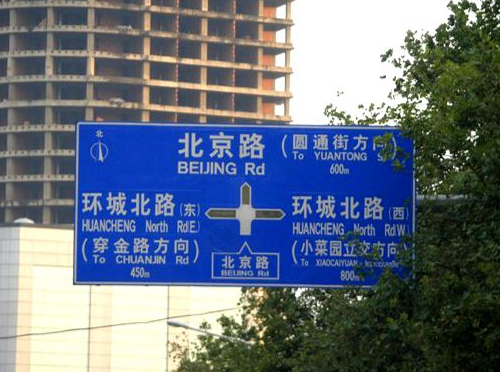 北
北京路 (圆通街方向)
BEIJING Rd To YUANTONG
600m
环城北路(东)
HUANCHENG North Rd(E.)
(穿金路方向)
To CHUANJIN Rd
450m
环城北路(西)
HUANCHENG North Rd(W.
(小菜园立交方向)
To XIAOCAIYUAN
800m
北京路
BEIJING Rd